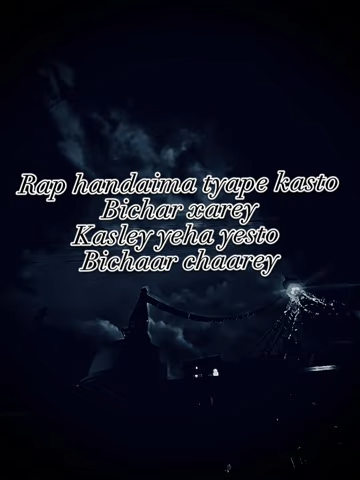 Rap handaima tyape kasto
Bichar xarey
Kasley yeha yesto
Bichaar chaarey